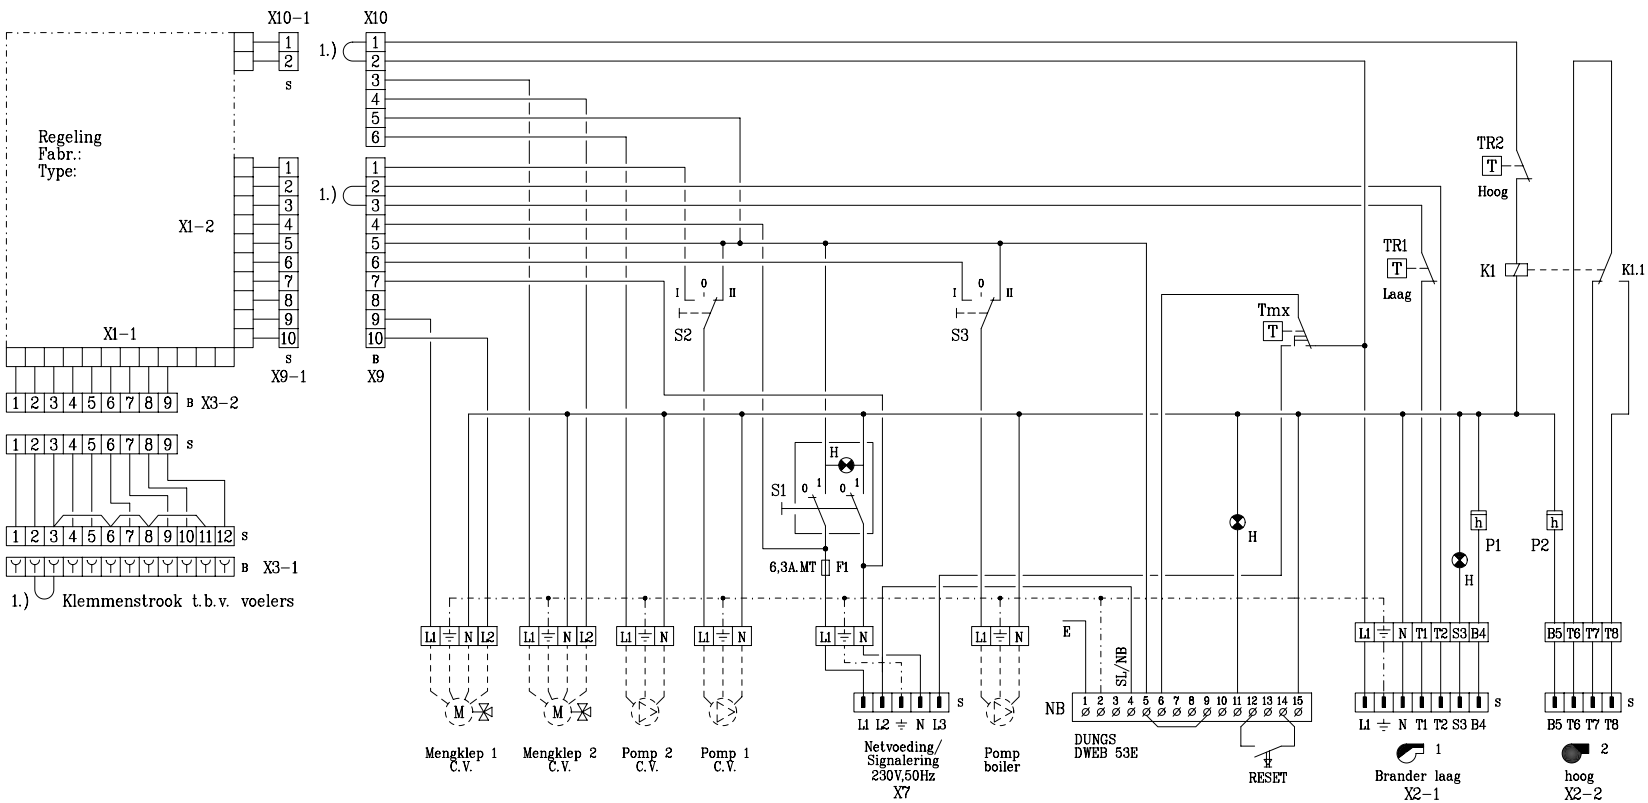 X10-1
X10
1
2
S
1.)
1
2
3
4
5
6
Regeling
Fabr.:
Type:
X1-2
X1-1
1
2
3
4
5
6
7
8
9
10
S
X9-1
1.)
1
2
3
4
5
6
7
8
9
10
B
X9
1 2 3 4 5 6 7 8 9 B X3-2
1 2 3 4 5 6 7 8 9 S
1 2 3 4 5 6 7 8 9 10 11 12 S
B X3-1
1.) Klemmenstrook t.b.v. voelers
I 0 II
S2
I 0 II
S3
TR2
T
Hoog
TR1
T
Laag
K1
K1.1
Tmx
T
H
S1
0 1
0 1
6,3A.MT F1
H
H
h P1
h P2
E
SL/NB
L1 N L2
L1 N L2
L1 N
L1 N
L1 N
L1 N
L1 N T1 T2 S3 B4
B5 T6 T7 T8
M
M
Mengklep 1
C.V.
Mengklep 2
C.V.
Pomp 2
C.V.
Pomp 1
C.V.
S
L1 L2 N L3
Netvoeding/
Signalering
230V,50Hz
X7
Pomp
boiler
NB
1 2 3 4 5 6 7 8 9 10 11 12 13 14 15
DUNGS
DWEB 53E
RESET
S
L1 N T1 T2 S3 B4
1
Brander laag
X2-1
S
B5 T6 T7 T8
2
hoog
X2-2